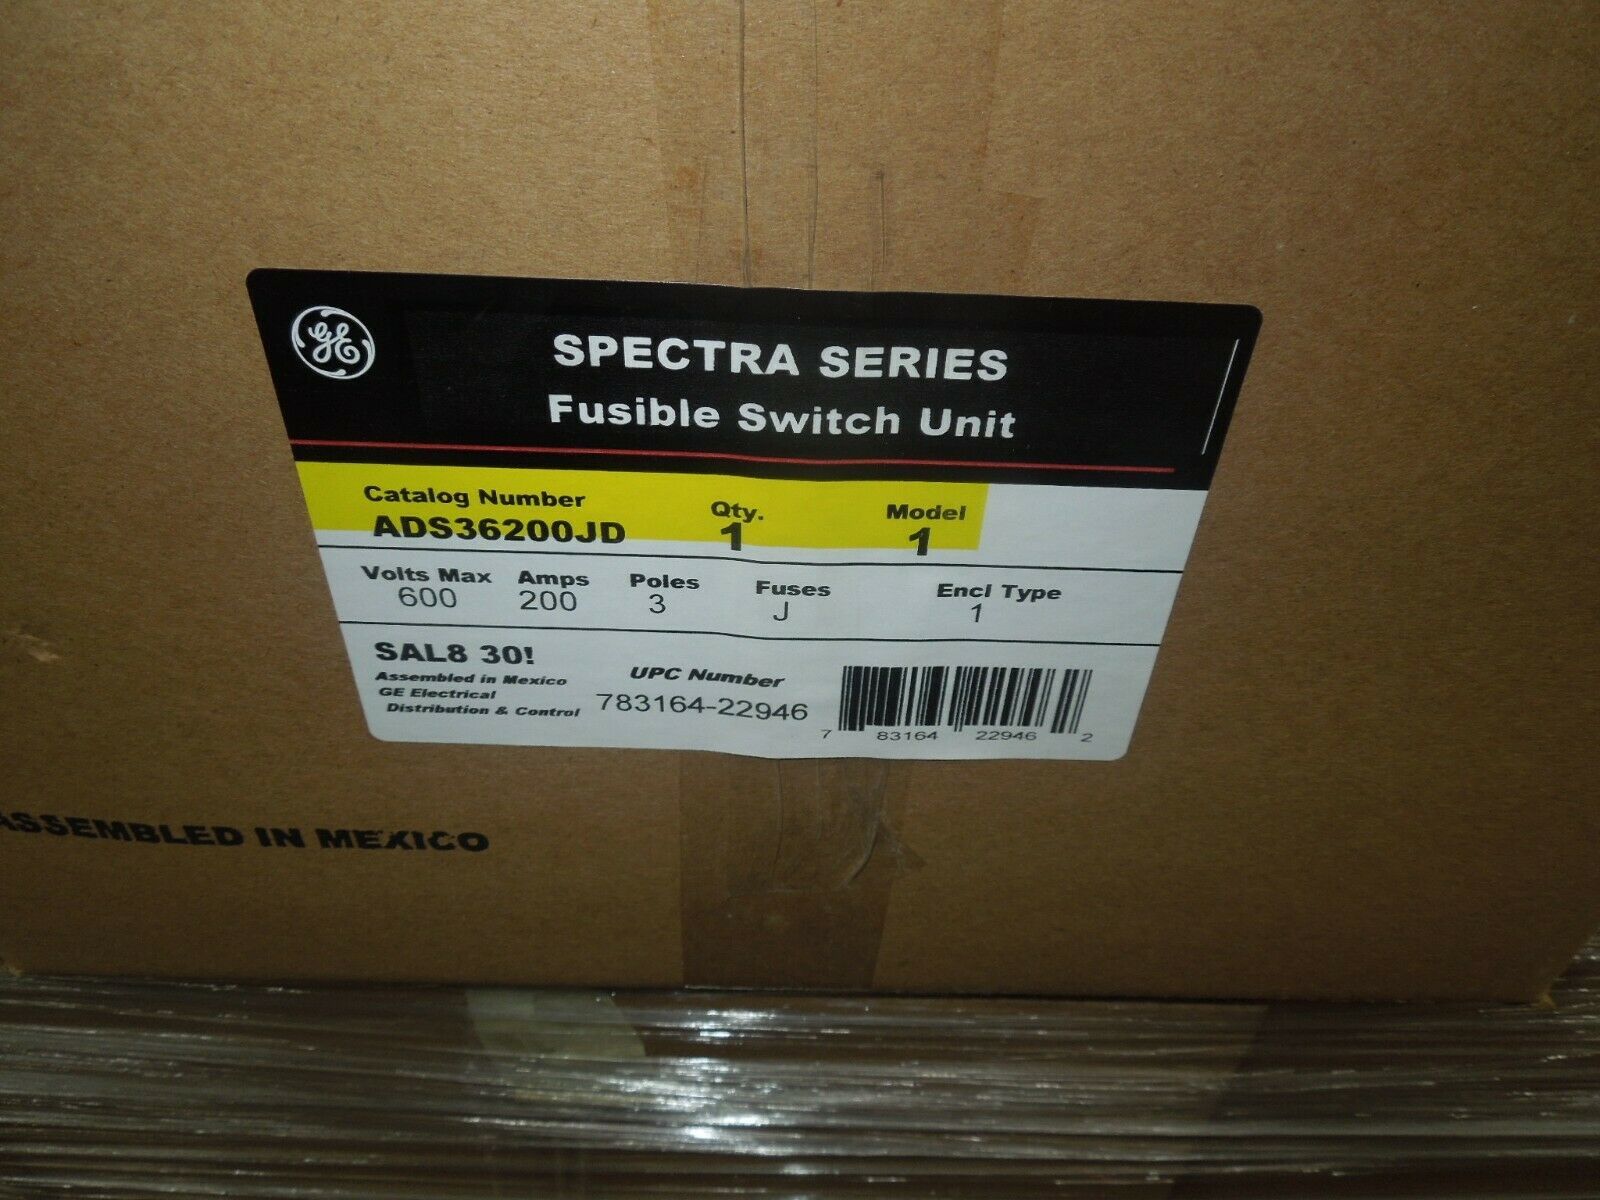 GE
SPECTRA SERIES
Fusible Switch Unit
Catalog Number Qty. Model
ADS36200JD 1 1
Volts Max Amps Poles Fuses Encl Type
600 200 3 J 1
SAL8 30!
Assembled in Mexico
GE Electrical
Distribution & Control
UPC Number
783164-22946
7 83164 22946 2
ASSEMBLED IN MEXICO